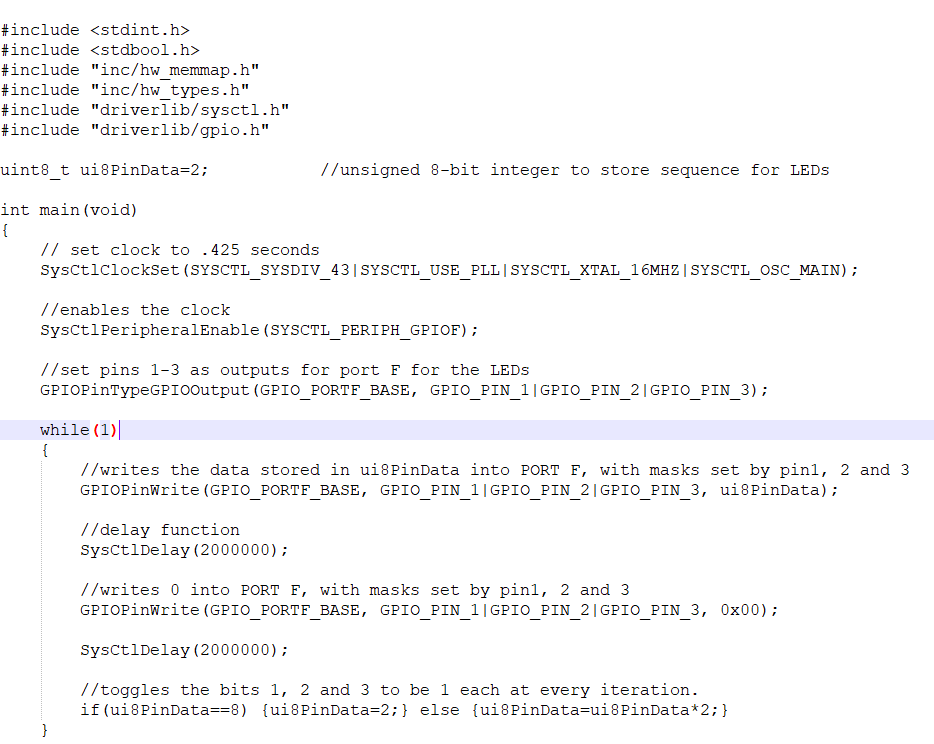 #include <stdint.h>
#include <stdbool.h>
#include "inc/hw_memmap.h"
#include "inc/hw_types.h"
#include "driverlib/sysctl.h"
#include "driverlib/gpio.h"
uint8_t ui8PinData=2; //unsigned 8-bit integer to store sequence for LEDs
int main(void)
{
// set clock to .425 seconds
SysCtlClockSet(SYSCTL_SYSDIV_43|SYSCTL_USE_PLL|SYSCTL_XTAL_16MHZ|SYSCTL_OSC_MAIN);
//enables the clock
SysCtlPeripheralEnable(SYSCTL_PERIPH_GPIOF);
//set pins 1-3 as outputs for port F for the LEDs
GPIOPinTypeGPIOOutput(GPIO_PORTF_BASE, GPIO_PIN_1|GPIO_PIN_2|GPIO_PIN_3);
while(1)
{
//writes the data stored in ui8PinData into PORT F, with masks set by pin1, 2 and 3
GPIOPinWrite(GPIO_PORTF_BASE, GPIO_PIN_1|GPIO_PIN_2|GPIO_PIN_3, ui8PinData);
//delay function
SysCtlDelay(2000000);
//writes 0 into PORT F, with masks set by pin1, 2 and 3
GPIOPinWrite(GPIO_PORTF_BASE, GPIO_PIN_1|GPIO_PIN_2|GPIO_PIN_3, 0x00);
SysCtlDelay(2000000);
//toggles the bits 1, 2 and 3 to be 1 each at every iteration.
if(ui8PinData==8) {ui8PinData=2;} else {ui8PinData=ui8PinData*2;}
}